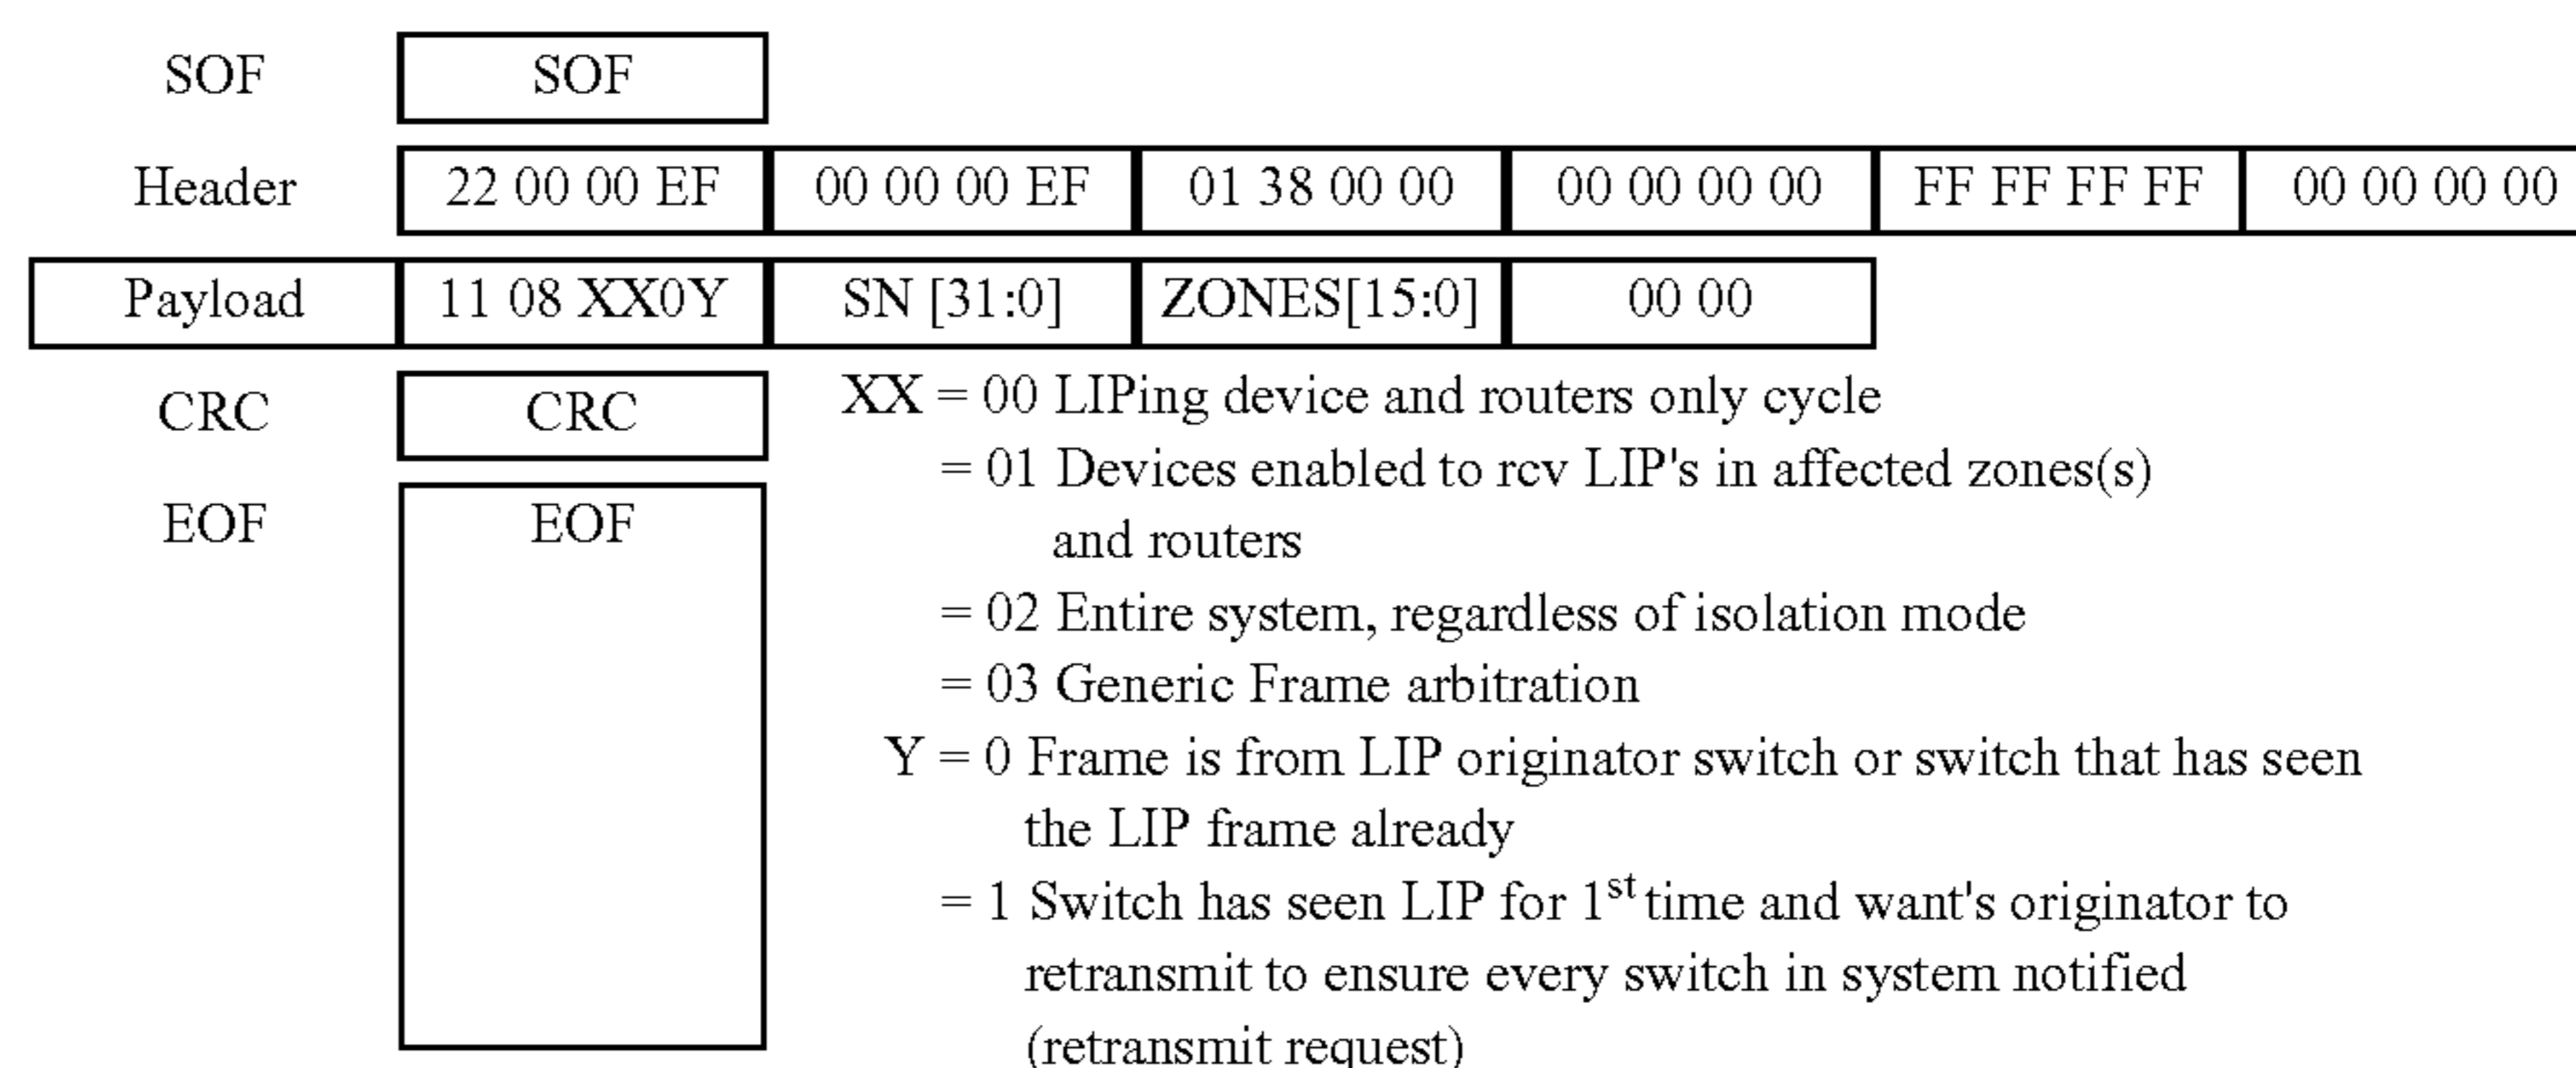 SOF SOF
Header 22 00 00 EF 00 00 00 EF 01 38 00 00 00 00 00 00 FF FF FF FF 00 00 00 00
Payload 11 08 XX0Y SN [31:0] ZONES[15:0] 00 00
CRC CRC
EOF EOF
XX = 00 LIPing device and routers only cycle
= 01 Devices enabled to rcv LIP's in affected zones(s)
and routers
= 02 Entire system, regardless of isolation mode
= 03 Generic Frame arbitration
Y = 0 Frame is from LIP originator switch or switch that has seen
the LIP frame already
= 1 Switch has seen LIP for 1st time and want's originator to
retransmit to ensure every switch in system notified
(retransmit request)